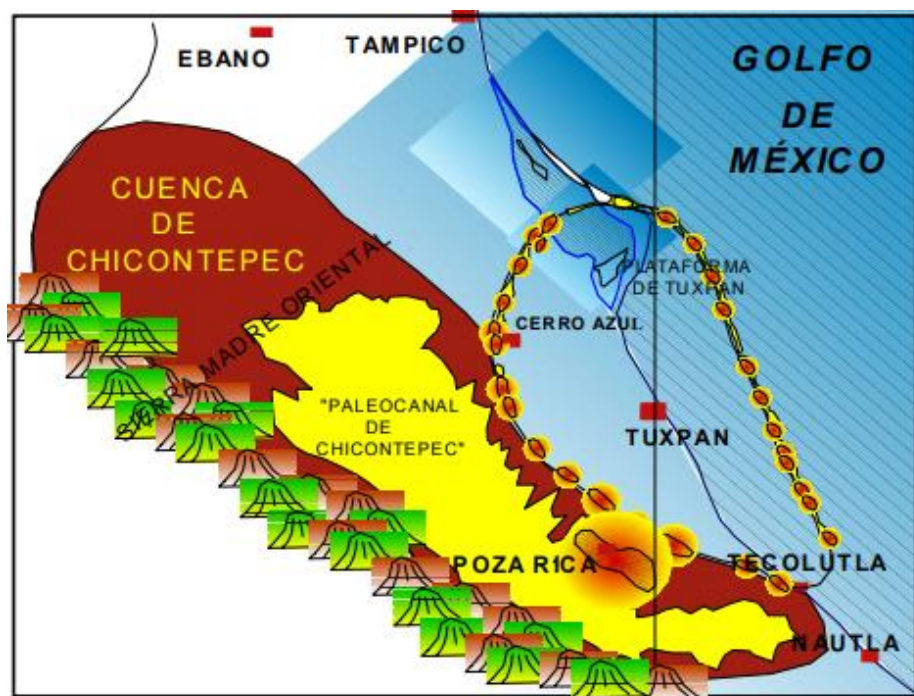 EBANO
TAMPICO
GOLFO
DE
MÉXICO
CUENCA
DE
CHICONTEPEC
SIERRA MADRE ORIENTAL
PLATAFORMA
DE TUXPAN
CERRO AZUL
"PALEOCANAL
DE
CHICONTEPEC"
TUXPAN
POZA RICA
TECOLUTLA
NAUTLA